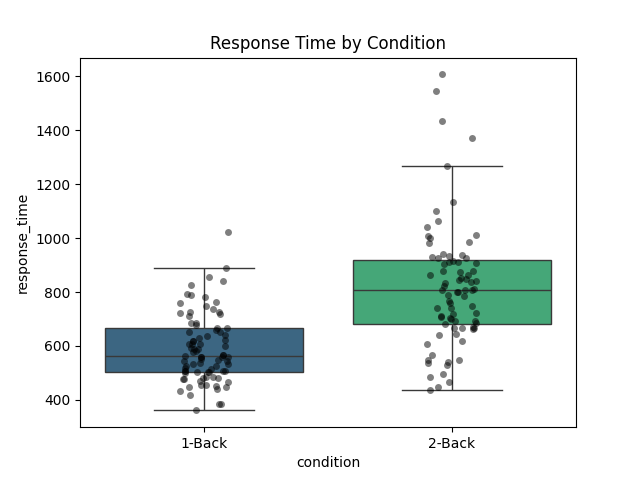 Response Time by Condition
1600
1400
1200
1000
800
600
400
response_time
1-Back
2-Back
condition